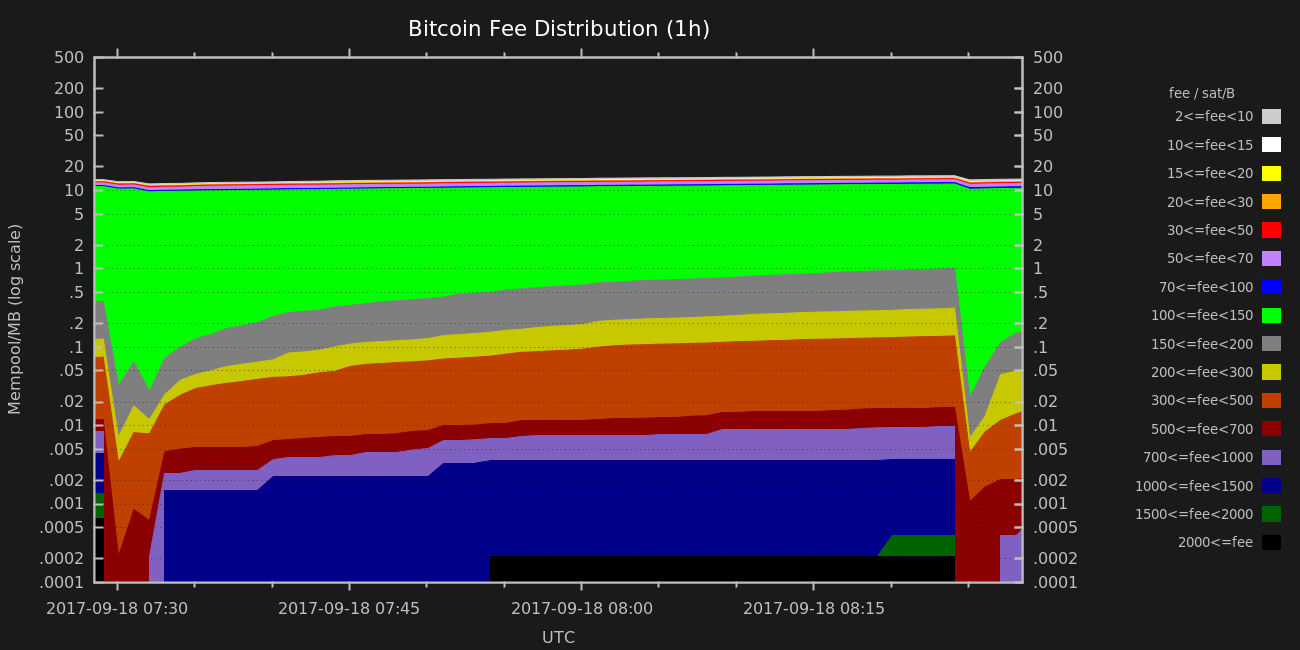 Bitcoin Fee Distribution (1h)
Mempool/MB (log scale)
500
200
100
50
20
10
5
2
1
.5
.2
.1
.05
.02
.01
.005
.002
.001
.0005
.0002
.0001
500
200
100
50
20
10
5
2
1
.5
.2
.1
.05
.02
.01
.005
.002
.001
.0005
.0002
.0001
2017-09-18 07:30
2017-09-18 07:45
2017-09-18 08:00
2017-09-18 08:15
UTC
fee / sat/B
2<=fee<10
10<=fee<15
15<=fee<20
20<=fee<30
30<=fee<50
50<=fee<70
70<=fee<100
100<=fee<150
150<=fee<200
200<=fee<300
300<=fee<500
500<=fee<700
700<=fee<1000
1000<=fee<1500
1500<=fee<2000
2000<=fee